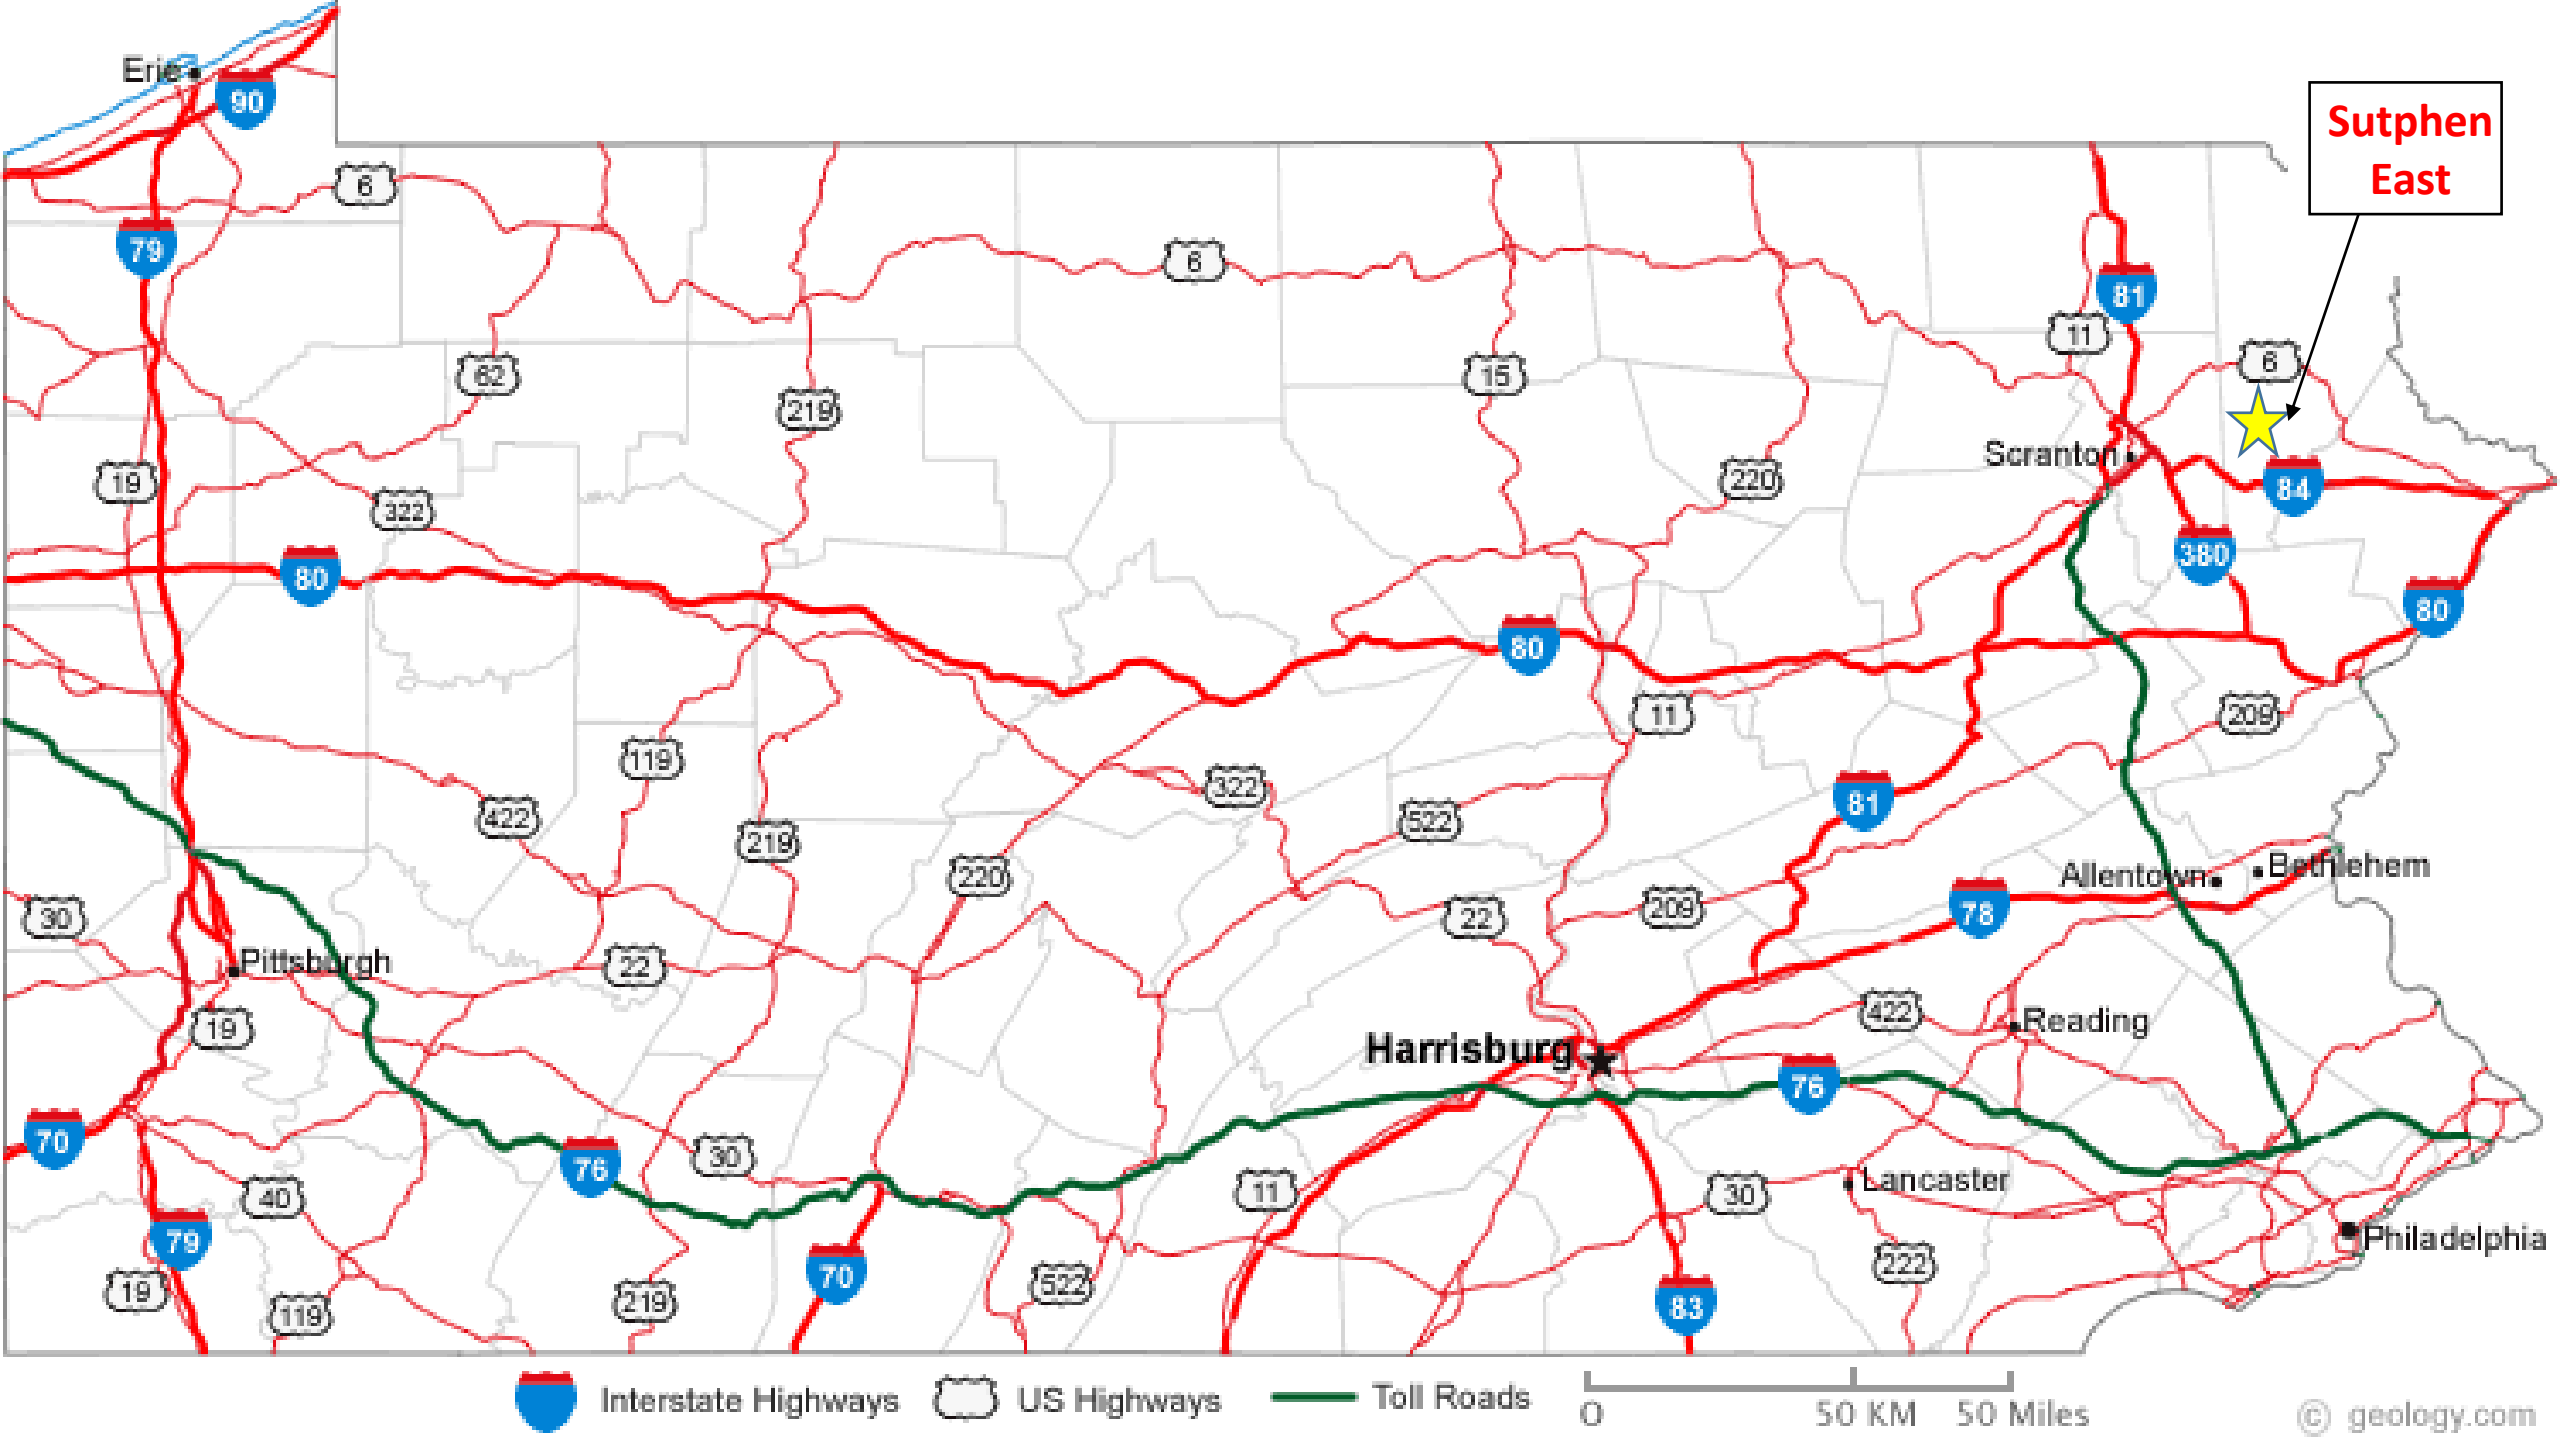 Erie
90
Sutphen
East
6
79
6
81
11
6
62
15
219
Scranton
19
220
84
322
380
80
80
80
11
209
119
322
81
422
522
219
220
Allentown
Bethlehem
78
209
30
22
22
Pittsburgh
422
19
Reading
Harrisburg
76
70
30
76
Lancaster
40
11
30
79
Philadelphia
222
70
522
19
219
83
119
Interstate Highways
US Highways
Toll Roads
0
50 KM
50 Miles
© geology.com